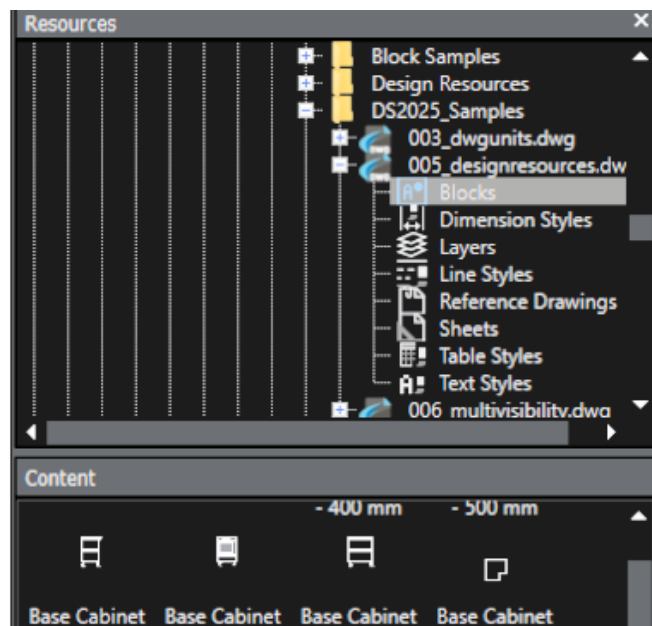 Resources
Block Samples
Design Resources
DS2025_Samples
003_dwgunits.dwg
005_designresources.dw
Blocks
Dimension Styles
Layers
Line Styles
Reference Drawings
Sheets
Table Styles
Text Styles
006_multivisibility.dwg
Content
- 400 mm - 500 mm
Base Cabinet Base Cabinet Base Cabinet Base Cabinet